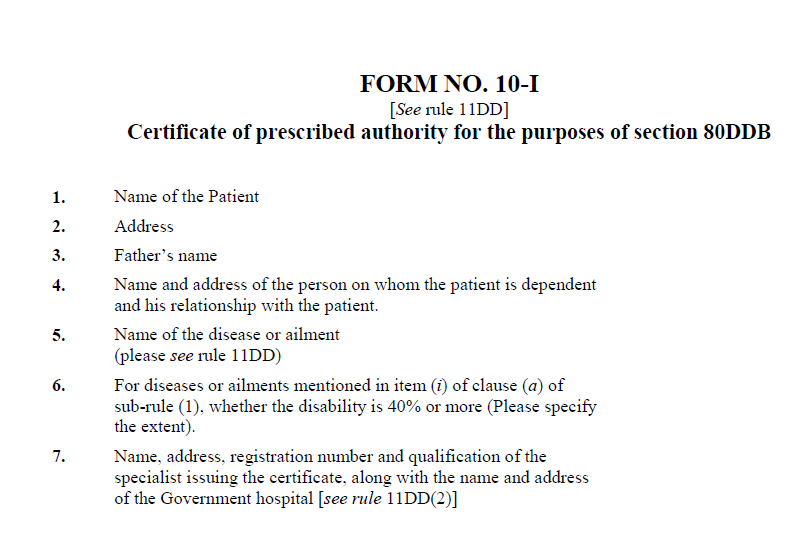 FORM NO. 10-I
[See rule 11DD]
Certificate of prescribed authority for the purposes of section 80DDB
1. Name of the Patient
2. Address
3. Father’s name
4. Name and address of the person on whom the patient is dependent
and his relationship with the patient.
5. Name of the disease or ailment
(please see rule 11DD)
6. For diseases or ailments mentioned in item (i) of clause (a) of
sub-rule (1), whether the disability is 40% or more (Please specify
the extent).
7. Name, address, registration number and qualification of the
specialist issuing the certificate, along with the name and address
of the Government hospital [see rule 11DD(2)]